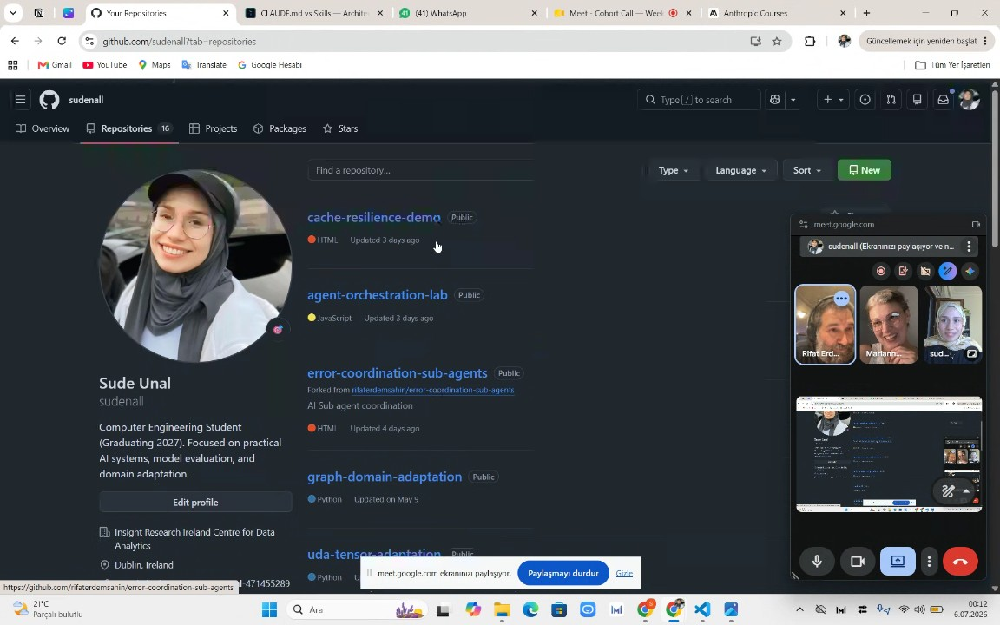 Your Repositories
CLAUDE.md vs Skills — Archite
(41) WhatsApp
Meet - Cohort Call — Week
Anthropic Courses
github.com/sudenall?tab=repositories
Güncellemek için yeniden başlat
Gmail
YouTube
Maps
Translate
Google Hesabı
Tüm Yer İşaretleri
sudenall
Type / to search
Overview
Repositories 16
Projects
Packages
Stars
Find a repository...
Type
Language
Sort
New
cache-resilience-demo Public
HTML Updated 3 days ago
agent-orchestration-lab Public
JavaScript Updated 3 days ago
error-coordination-sub-agents Public
Forked from rifaterdemsahin/error-coordination-sub-agents
AI Sub agent coordination
HTML Updated 4 days ago
graph-domain-adaptation Public
Python Updated on May 9
uda-tensor-adaptation Public
Python
Sude Unal
sudenall
Computer Engineering Student
(Graduating 2027). Focused on practical
AI systems, model evaluation, and
domain adaptation.
Edit profile
Insight Research Ireland Centre for Data
Analytics
Dublin, Ireland
-471455289
https://github.com/rifaterdemsahin/error-coordination-sub-agents
meet.google.com
sudenall (Ekranınızı paylaşıyor ve n...
Rifat Erd...
Mariann...
sud...
meet.google.com ekranınızı paylaşıyor.
Paylaşmayı durdur
Gizle
21°C
Parçalı bulutlu
Ara
00:12
6.07.2026